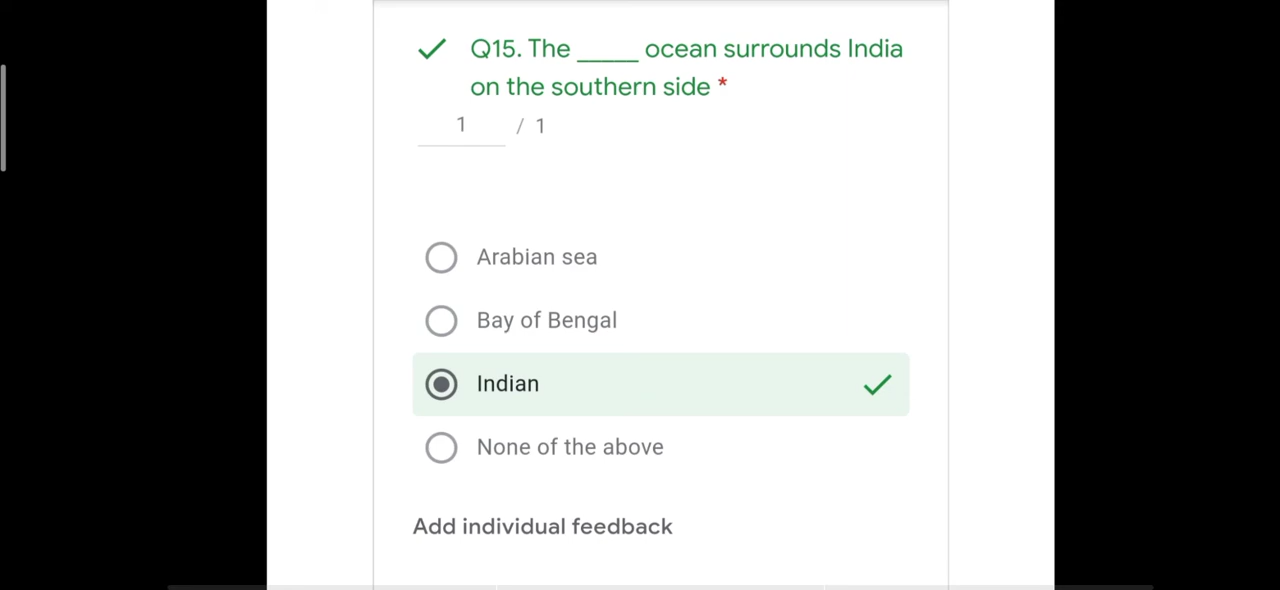 Q15. The _____ ocean surrounds India
on the southern side *
1 / 1
Arabian sea
Bay of Bengal
Indian
None of the above
Add individual feedback